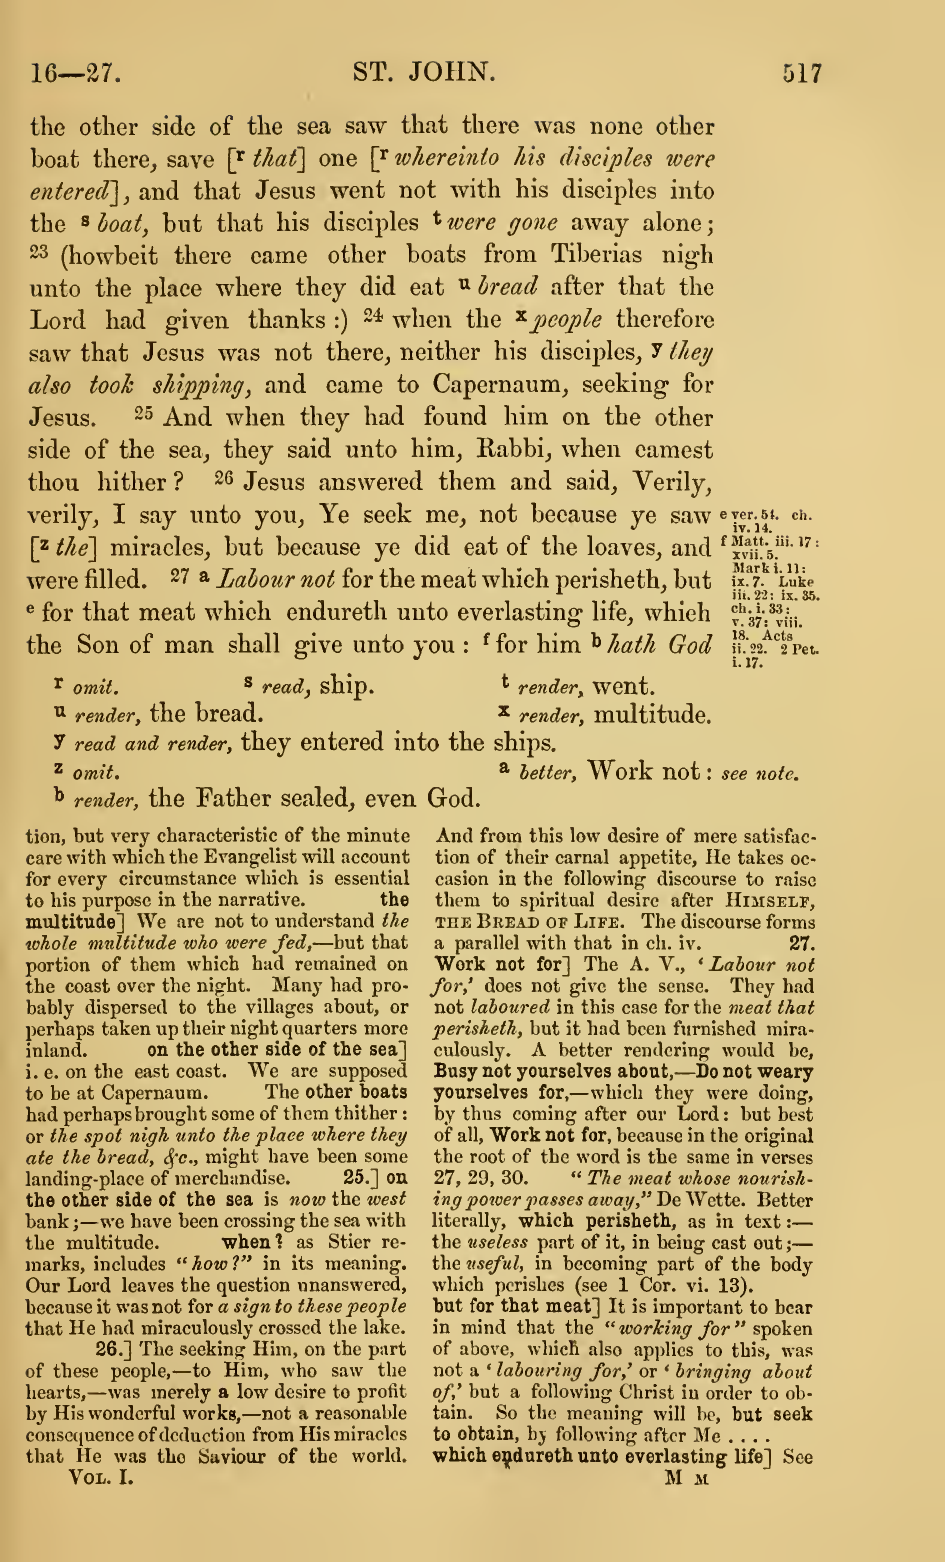 16—27.
ST. JOHN.
517
the other side of the sea saw that there was none other
boat there, save [r that] one [r whereinto his disciples were
entered], and that Jesus went not with his disciples into
the s boat, but that his disciples t were gone away alone;
23 (howbeit there came other boats from Tiberias nigh
unto the place where they did eat u bread after that the
Lord had given thanks :) 24 when the x people therefore
saw that Jesus was not there, neither his disciples, y they
also took shipping, and came to Capernaum, seeking for
Jesus. 25 And when they had found him on the other
side of the sea, they said unto him, Rabbi, when camest
thou hither? 26 Jesus answered them and said, Verily,
verily, I say unto you, Ye seek me, not because ye saw
[z the] miracles, but because ye did eat of the loaves, and
were filled. 27 a Labour not for the meat which perisheth, but
e for that meat which endureth unto everlasting life, which
the Son of man shall give unto you : f for him b hath God
e ver. 54. ch.
iv. 14.
f Matt. iii. 17:
xvii. 5.
Mark i. 11:
ix. 7. Luke
iii. 22: ix. 35.
ch. i. 33:
v. 37: viii.
18. Acts
ii. 22. 2 Pet.
i. 17.
r omit. s read, ship. t render, went.
u render, the bread. x render, multitude.
y read and render, they entered into the ships.
z omit. a better, Work not: see note.
b render, the Father sealed, even God.
tion, but very characteristic of the minute
care with which the Evangelist will account
for every circumstance which is essential
to his purpose in the narrative. the
multitude] We are not to understand the
whole multitude who were fed,—but that
portion of them which had remained on
the coast over the night. Many had pro-
bably dispersed to the villages about, or
perhaps taken up their night quarters more
inland. on the other side of the sea]
i. e. on the east coast. We are supposed
to be at Capernaum. The other boats
had perhaps brought some of them thither:
or the spot nigh unto the place where they
ate the bread, &c., might have been some
landing-place of merchandise. 25.] on
the other side of the sea is now the west
bank;—we have been crossing the sea with
the multitude. when? as Stier re-
marks, includes “how?” in its meaning.
Our Lord leaves the question unanswered,
because it was not for a sign to these people
that He had miraculously crossed the lake.
26.] The seeking Him, on the part
of these people,—to Him, who saw the
hearts,—was merely a low desire to profit
by His wonderful works,—not a reasonable
consequence of deduction from His miracles
that He was the Saviour of the world.
VOL. I.
And from this low desire of mere satisfac-
tion of their carnal appetite, He takes oc-
casion in the following discourse to raise
them to spiritual desire after HIMSELF,
THE BREAD OF LIFE. The discourse forms
a parallel with that in ch. iv. 27.
Work not for] The A. V., ‘Labour not
for,’ does not give the sense. They had
not laboured in this case for the meat that
perisheth, but it had been furnished mira-
culously. A better rendering would be,
Busy not yourselves about,—Do not weary
yourselves for,—which they were doing,
by thus coming after our Lord: but best
of all, Work not for, because in the original
the root of the word is the same in verses
27, 29, 30. “The meat whose nourish-
ing power passes away,” De Wette. Better
literally, which perisheth, as in text :—
the useless part of it, in being cast out;—
the useful, in becoming part of the body
which perishes (see 1 Cor. vi. 13).
but for that meat] It is important to bear
in mind that the “working for” spoken
of above, which also applies to this, was
not a ‘labouring for,’ or ‘bringing about
of,’ but a following Christ in order to ob-
tain. So the meaning will be, but seek
to obtain, by following after Me . . . .
which endureth unto everlasting life] See
M M